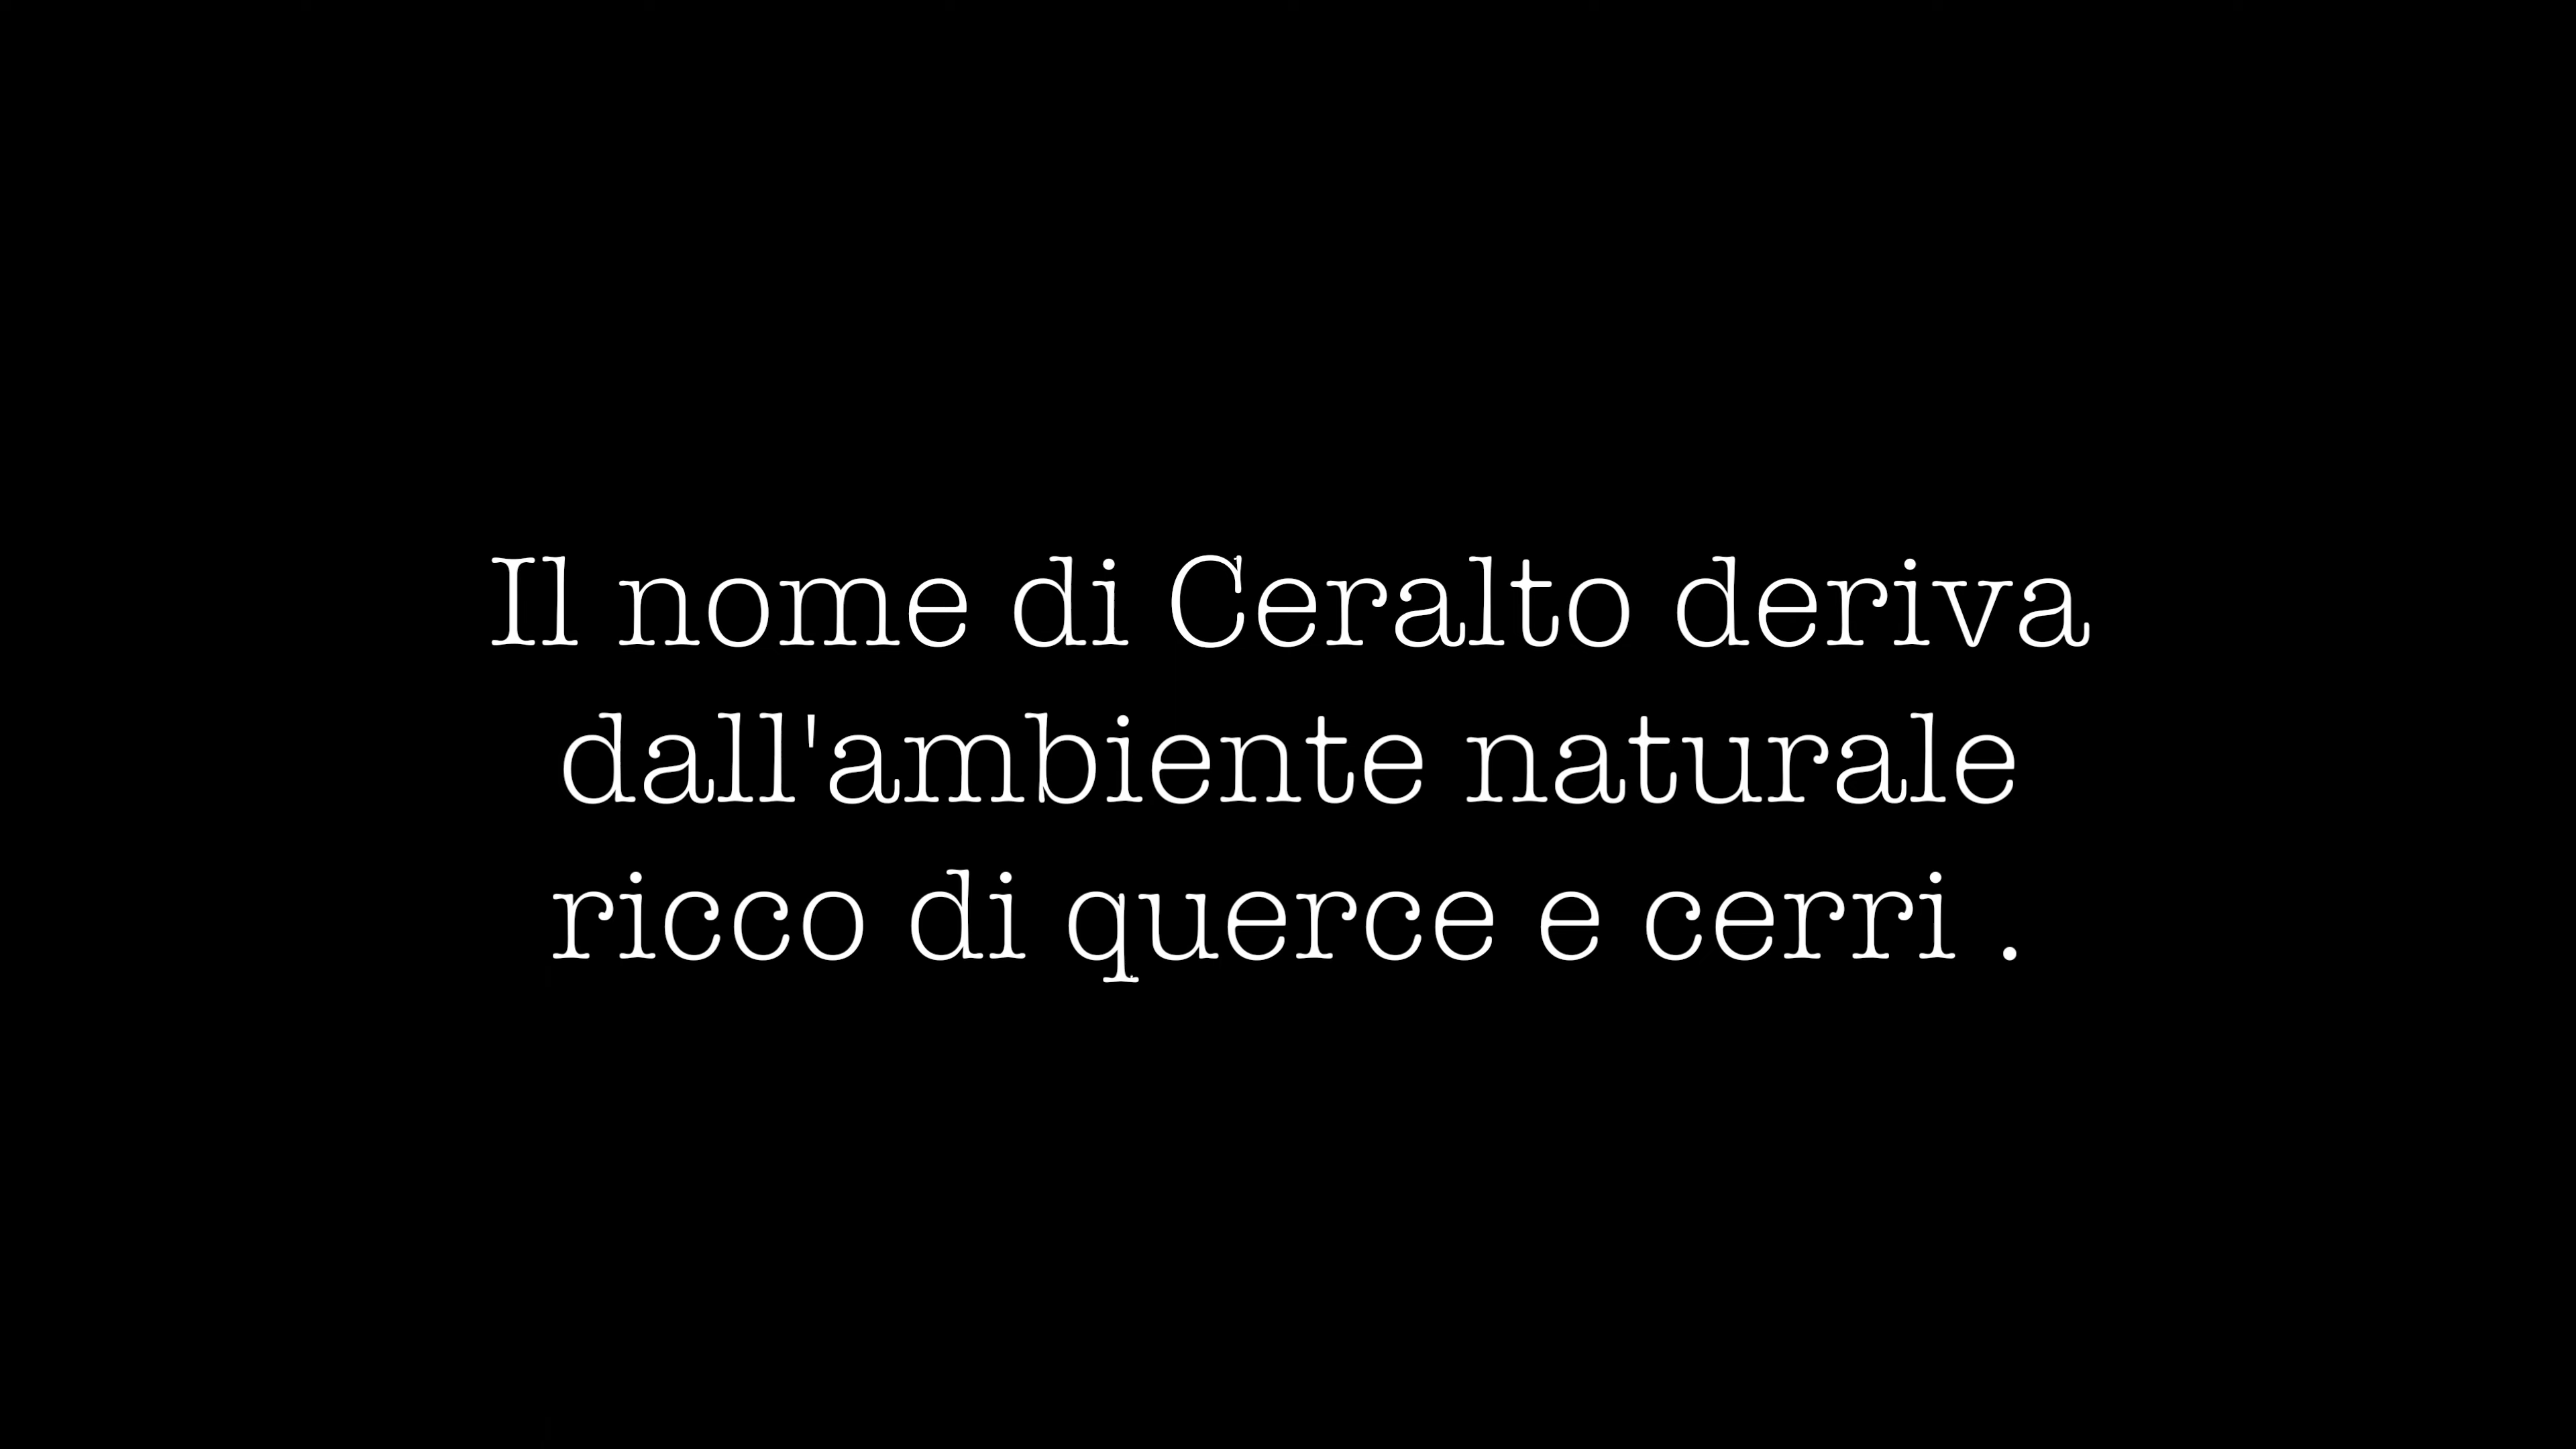 Il nome di Ceralto deriva
dall'ambiente naturale
ricco di querce e cerri .